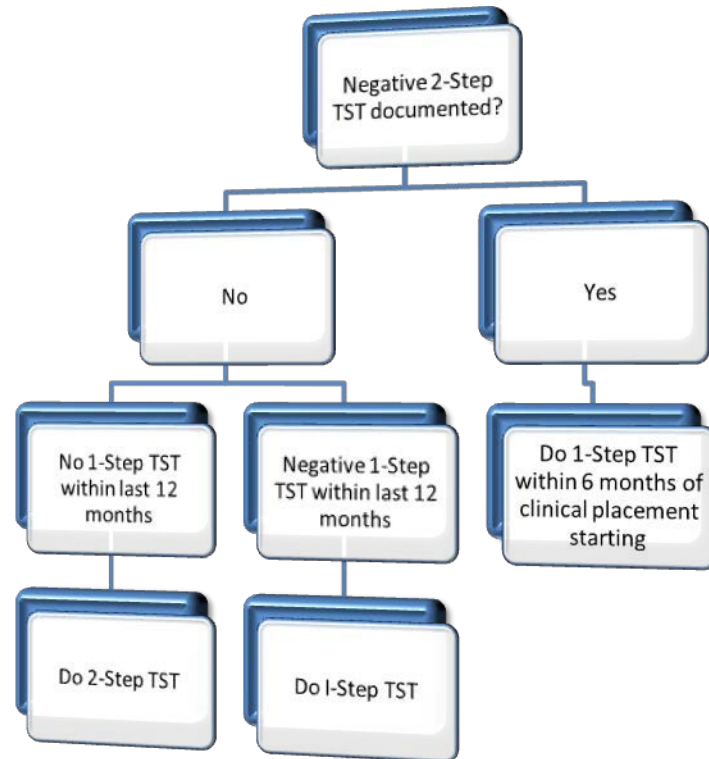 Negative 2-Step
TST documented?
No
Yes
No 1-Step TST
within last 12
months
Negative 1-Step
TST within last 12
months
Do 1-Step TST
within 6 months of
clinical placement
starting
Do 2-Step TST
Do I-Step TST